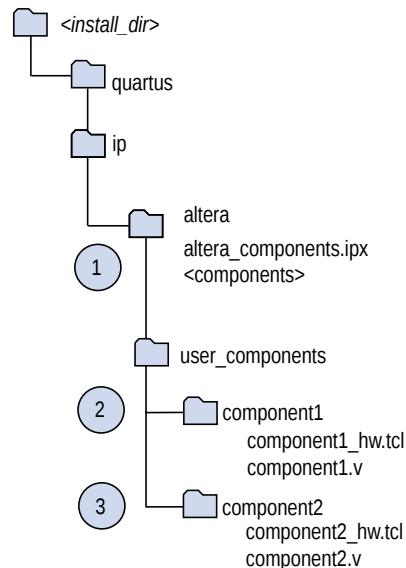 <install_dir>
quartus
ip
altera
altera_components.ipx
<components>
1
user_components
2
component1
component1_hw.tcl
component1.v
3
component2
component2_hw.tcl
component2.v